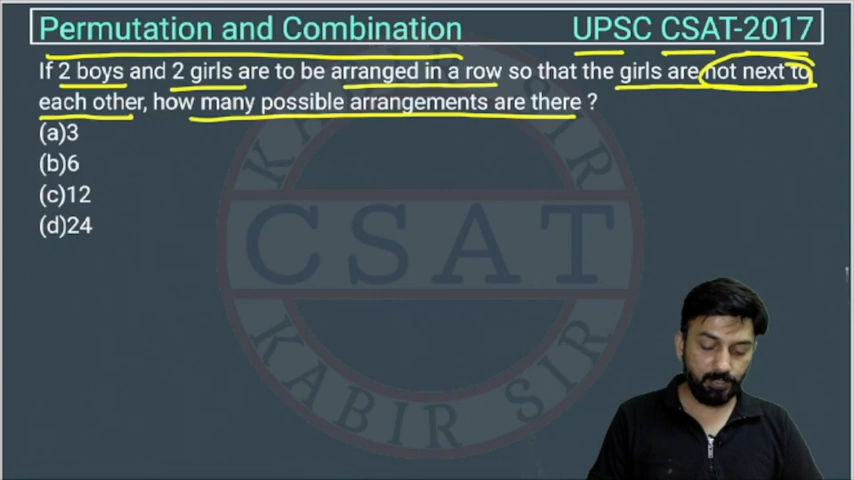 Permutation and Combination UPSC CSAT-2017
If 2 boys and 2 girls are to be arranged in a row so that the girls are not next to
each other, how many possible arrangements are there ?
(a)3
(b)6
(c)12
(d)24
KABIR SIR
CSAT
KABIR SIR